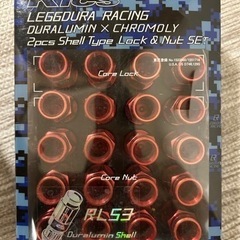 LEGGDURA RACING
DURALUMIN × CHROMOLY
2pcs Shell Type Lock & Nut SET
Core Lock
Core Nut
RL53
Duralumin Shell